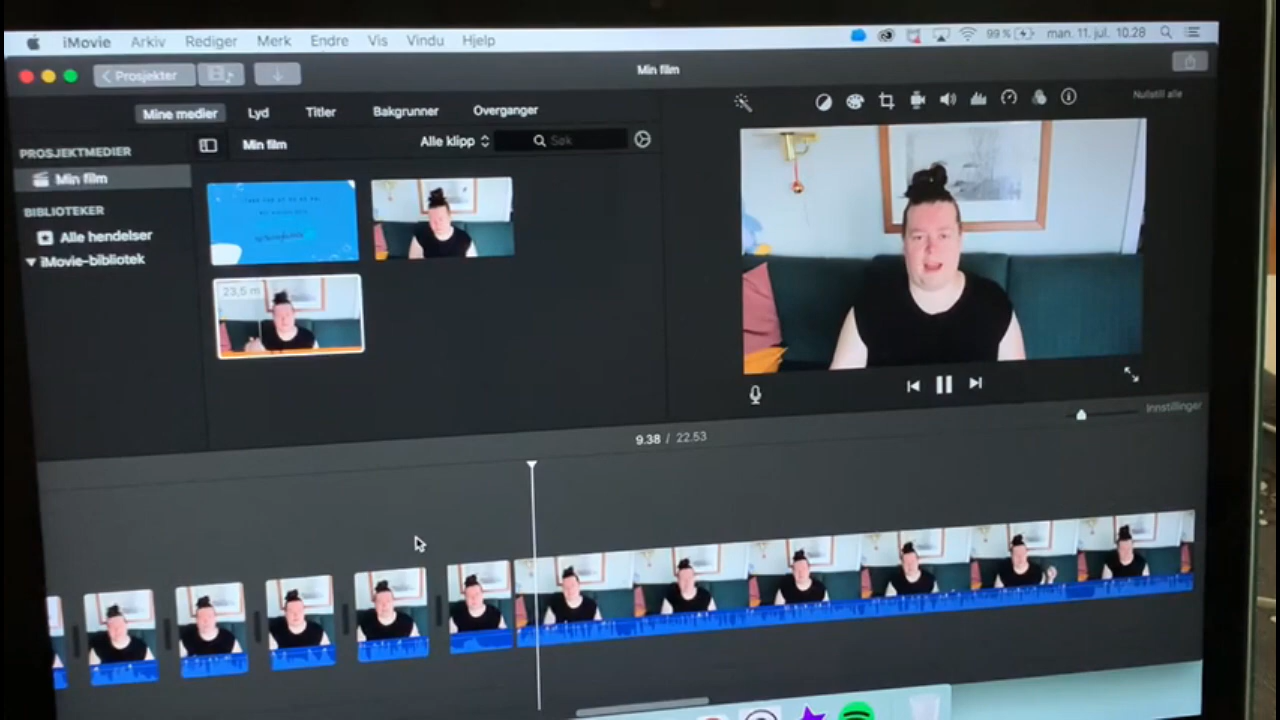 iMovie Arkiv Rediger Merk Endre Vis Vindu Hjelp 99 % man. 11. jul. 10.28
Prosjekter Min film
Mine medier Lyd Titler Bakgrunner Overganger Nullstill alle
PROSJEKTMEDIER Min film Alle klipp Søk
Min film
BIBLIOTEKER
Alle hendelser
iMovie-bibliotek
23,5 m
Innstillinger
9.38 / 22.53